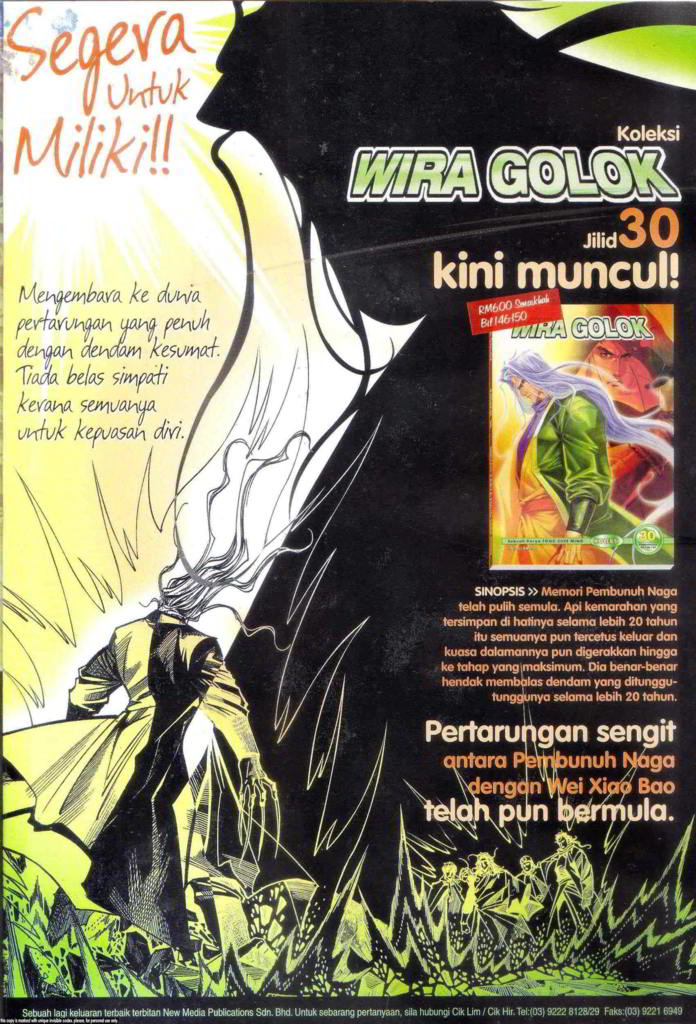 Segera
Untuk
Miliki!!
Koleksi
WIRA GOLOK
Jilid 30
kini muncul!
Mengembara ke dunia
pertarungan yang penuh
dengan dendam kesumat.
Tiada belas simpati
kerana semuanya
untuk kepuasan diri.
RM6.00 Senaskhah
Bil 146-150
WIRA GOLOK
30
SINOPSIS >> Memori Pembunuh Naga
telah pulih semula. Api kemarahan yang
tersimpan di hatinya selama lebih 20 tahun
itu semuanya pun tercetus keluar dan
kuasa dalamannya pun digerakkan hingga
ke tahap yang maksimum. Dia benar-benar
hendak membalas dendam yang ditunggu-
tunggunya selama lebih 20 tahun.
Pertarungan sengit
antara Pembunuh Naga
dengan Wei Xiao Bao
telah pun bermula.
Sebuah lagi keluaran terbaik terbitan New Media Publications Sdn. Bhd. Untuk sebarang pertanyaan, sila hubungi Cik Lim / Cik Hir. Tel:(03) 9222 8128/29 Faks:(03) 9221 6949